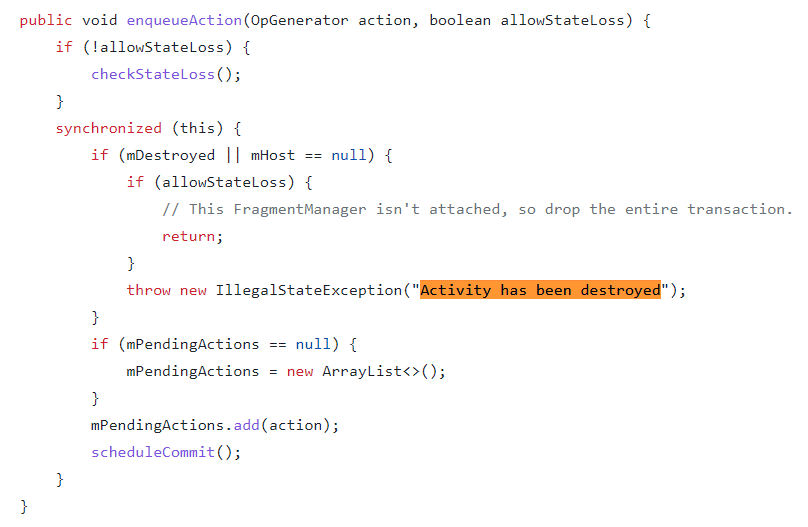 public void enqueueAction(OpGenerator action, boolean allowStateLoss) {
    if (!allowStateLoss) {
        checkStateLoss();
    }
    synchronized (this) {
        if (mDestroyed || mHost == null) {
            if (allowStateLoss) {
                // This FragmentManager isn't attached, so drop the entire transaction.
                return;
            }
            throw new IllegalStateException("Activity has been destroyed");
        }
        if (mPendingActions == null) {
            mPendingActions = new ArrayList<>();
        }
        mPendingActions.add(action);
        scheduleCommit();
    }
}